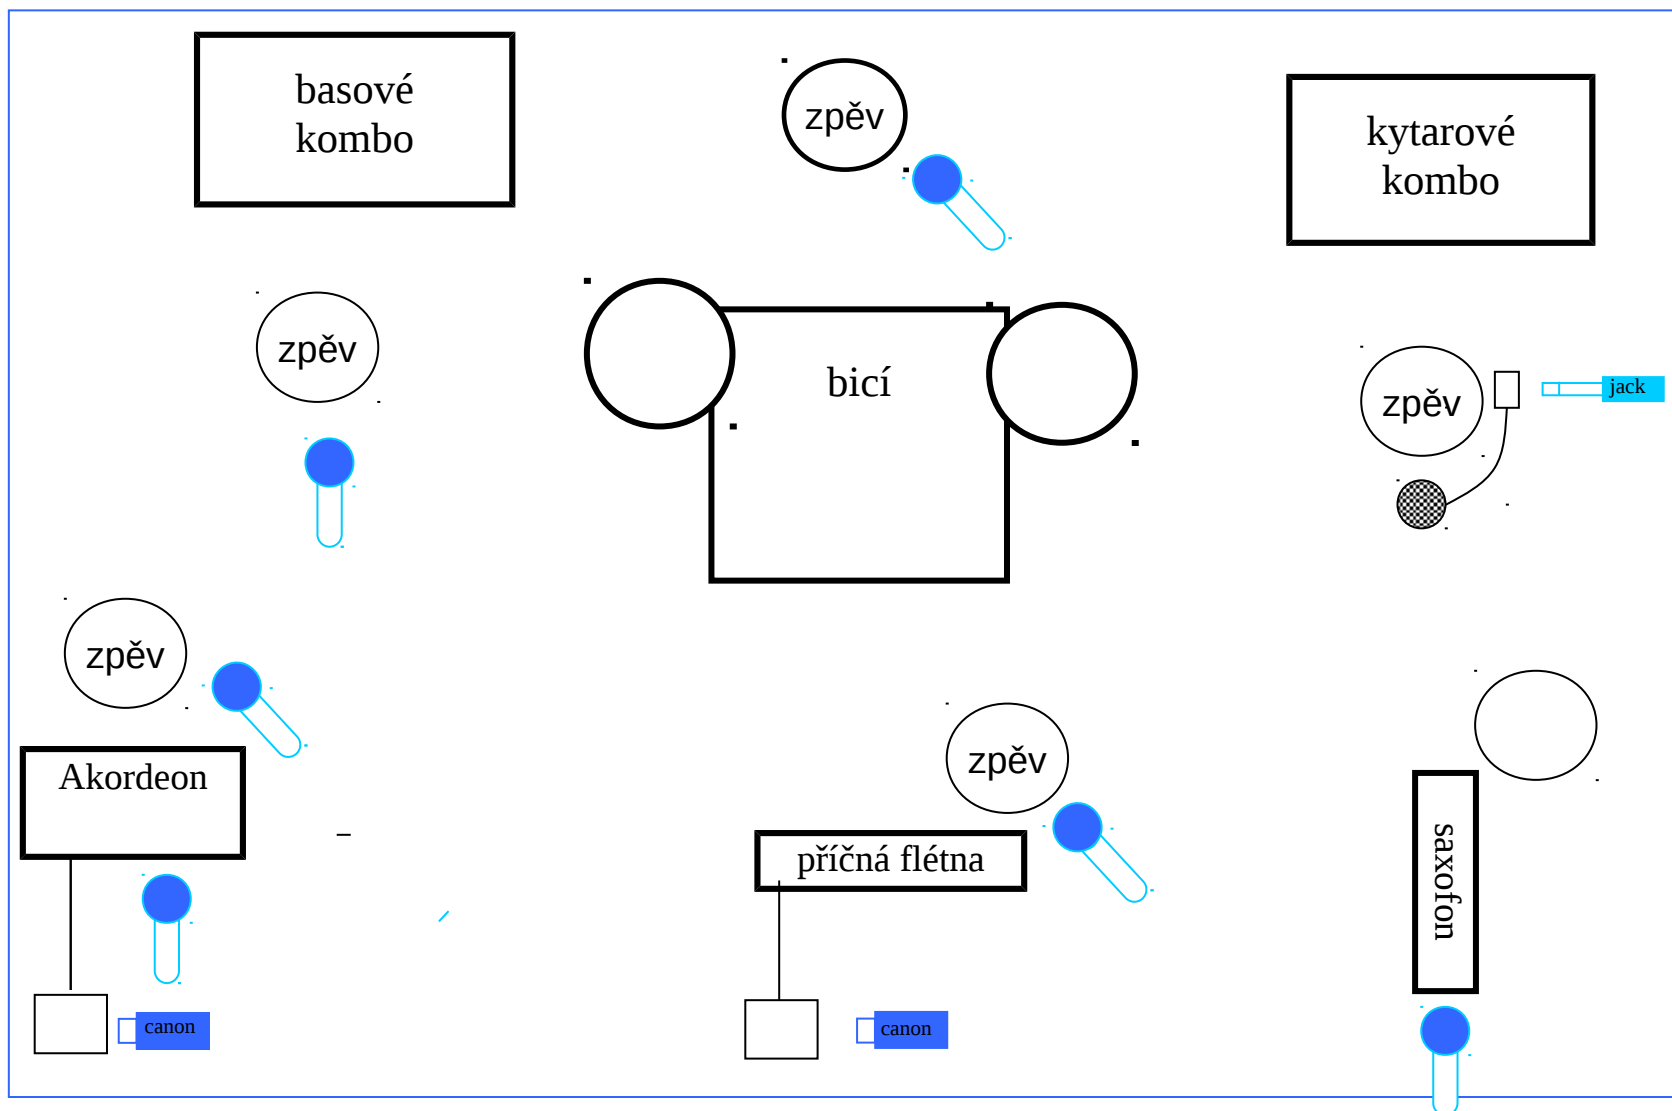 basové
kombo
zpěv
kytarové
kombo
zpěv
bicí
zpěv
jack
zpěv
Akordeon
zpěv
příčná flétna
saxofon
canon
canon